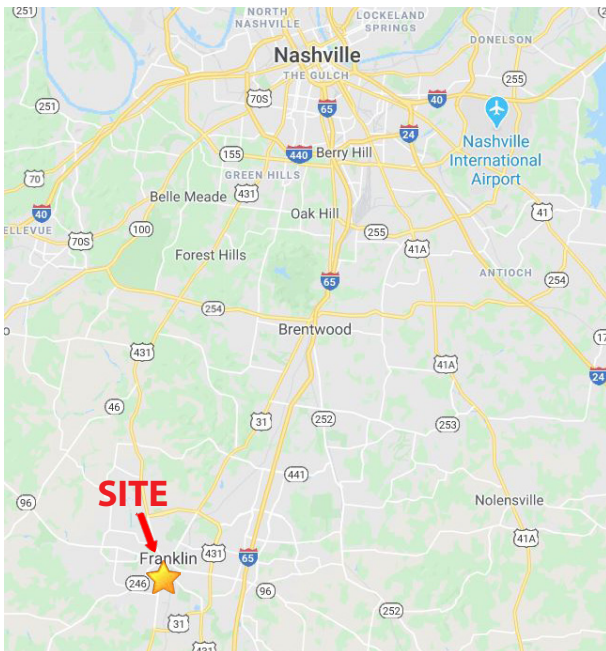 251
NORTH
NASHVILLE
LOCKELAND
SPRINGS
Nashville
THE GULCH
DONELSON
255
251
70S
65
40
24
Nashville
International
Airport
155
440
Berry Hill
GREEN HILLS
70
Belle Meade
431
40
Oak Hill
41
ELLEVUE
70S
100
255
41A
Forest Hills
65
ANTIOCH
254
254
Brentwood
431
41A
24
46
31
252
253
441
SITE
96
Nolensville
41A
Franklin
431
65
246
96
252
31
431